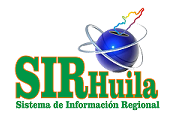 SIRHuila
Sistema de Información Regional